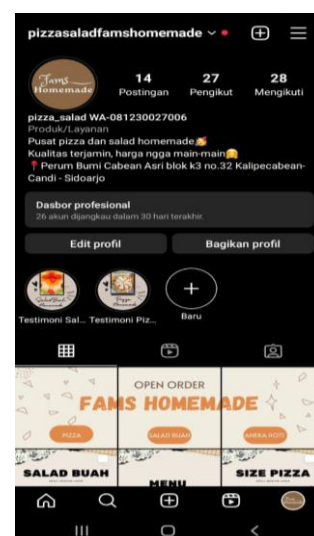 pizzasaladfamshomemade
Fams
Homemade
14
27
28
Postingan
Pengikut
Mengikuti
pizza_salad WA-081230027006
Produk/Layanan
Pusat pizza dan salad homemade🍕
Kualitas terjamin, harga ngga main-main🤗
📍Perum Bumi Cabean Asri blok k3 no.32 Kalipecabean-
Candi - Sidoarjo
Dasbor profesional
26 akun dijangkau dalam 30 hari terakhir.
Edit profil
Bagikan profil
Testimoni Sal...
Testimoni Piz...
Baru
OPEN ORDER
FAMS HOMEMADE
PIZZA
SALAD BUAH
ANEKA ROTI
SALAD BUAH
MENU
SIZE PIZZA